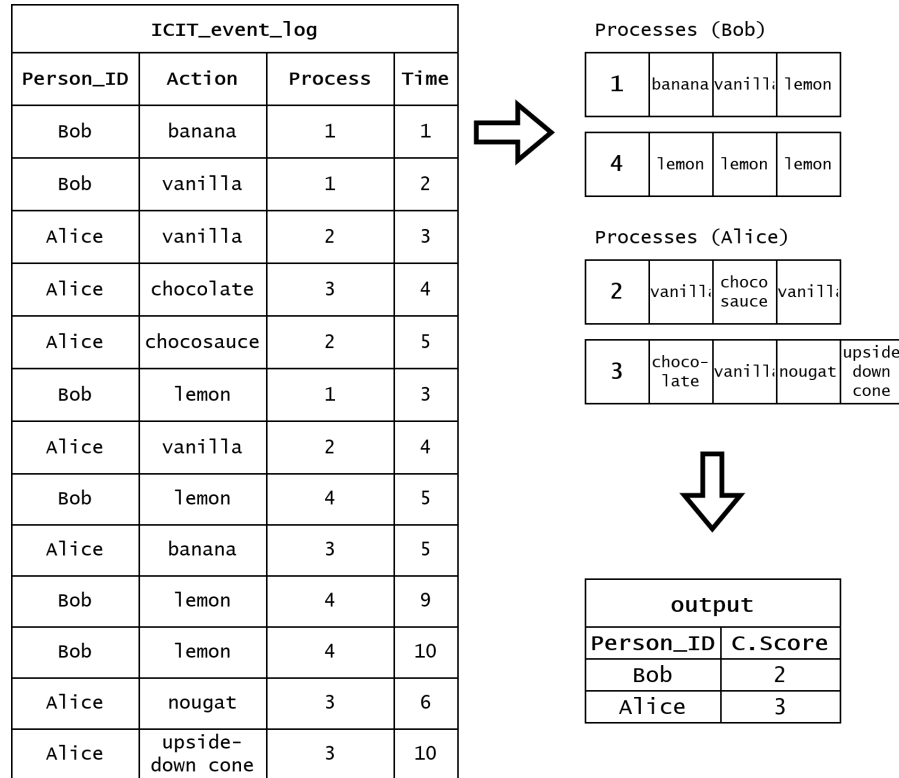 ICIT_event_log
Person_ID Action Process Time
Bob banana 1 1
Bob vanilla 1 2
Alice vanilla 2 3
Alice chocolate 3 4
Alice chocosauce 2 5
Bob lemon 1 3
Alice vanilla 2 4
Bob lemon 4 5
Alice banana 3 5
Bob lemon 4 9
Bob lemon 4 10
Alice nougat 3 6
Alice upside-
down cone 3 10
Processes (Bob)
1 banana vanilla lemon
4 lemon lemon lemon
Processes (Alice)
2 vanilla choco
sauce vanilla
3 choco-
late vanilla nougat upside
down
cone
output
Person_ID C.Score
Bob 2
Alice 3